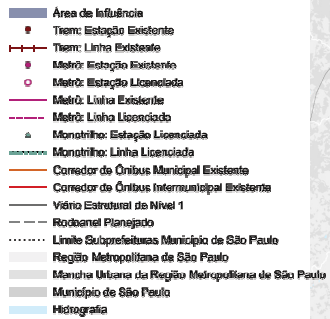 Área de Influência
Trem: Estação Existente
Trem: Linha Existente
Metrô: Estação Existente
Metrô: Estação Licenciada
Metrô: Linha Existente
Metrô: Linha Licenciada
Monotrilho: Estação Licenciada
Monotrilho: Linha Licenciada
Corredor de Ônibus Municipal Existente
Corredor de Ônibus Intermunicipal Existente
Viário Estrutural de Nível 1
Rodoanel Planejado
Limite Subprefeituras Município de São Paulo
Região Metropolitana de São Paulo
Mancha Urbana da Região Metropolitana de São Paulo
Município de São Paulo
Hidrografia